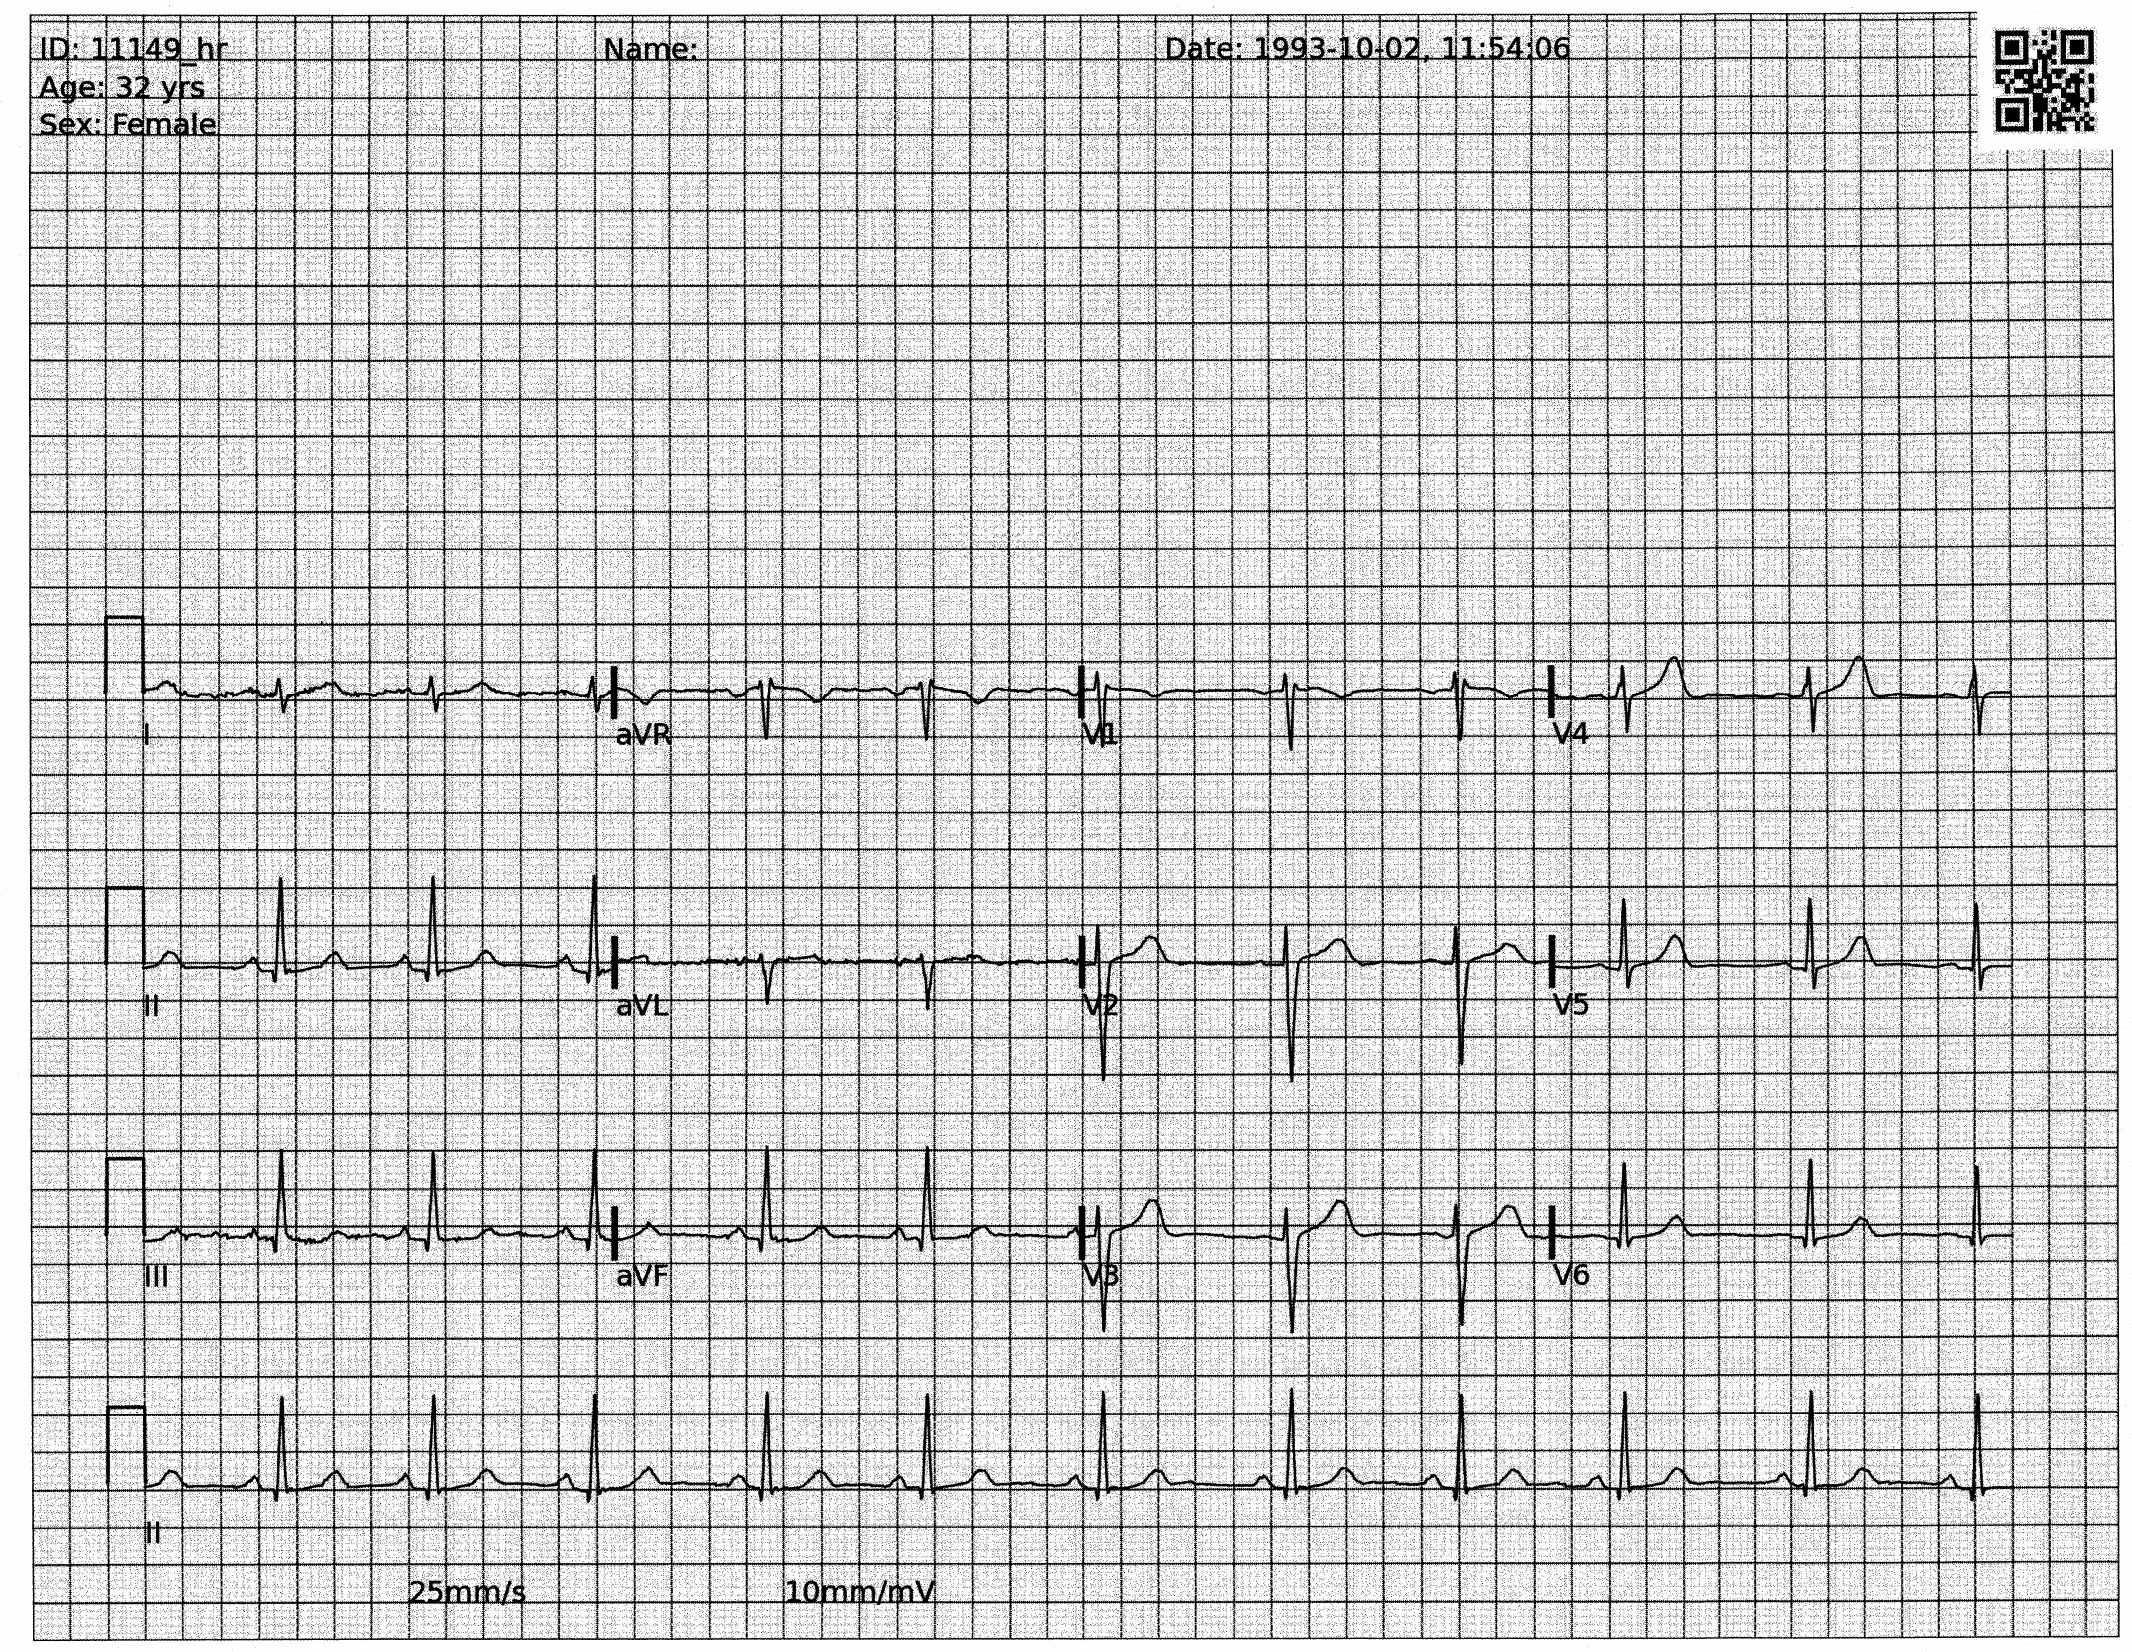 ID: 11149_hr
Name:
Date: 1993-10-02, 11:54:06
Age: 32 yrs
Sex: Female
I
aVR
V1
V4
II
aVL
V2
V5
III
aVF
V3
V6
II
25mm/s
10mm/mV